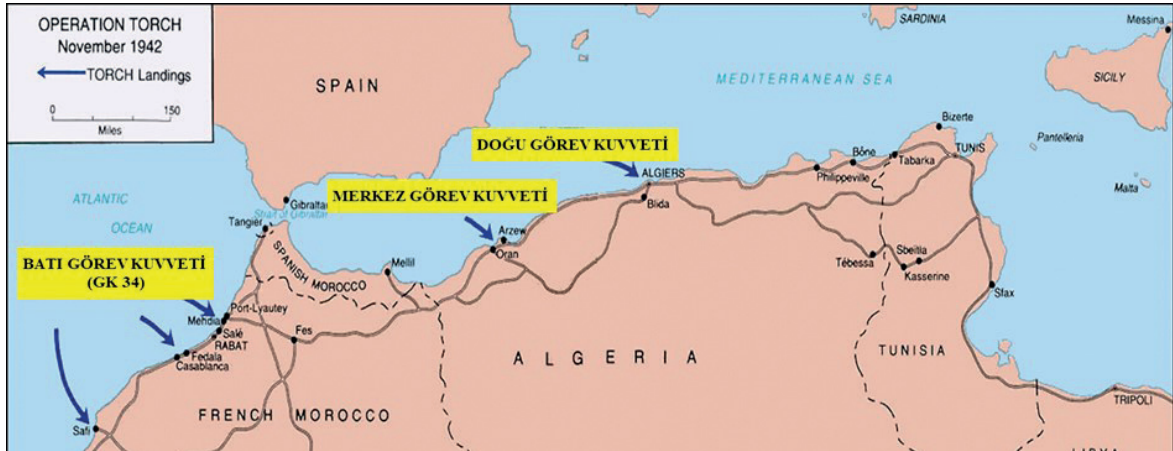 OPERATION TORCH
November 1942
TORCH Landings
0 150
Miles
SPAIN
SARDINIA
Messina
SICILY
MEDITERRANEAN SEA
Pantelleria
Malta
ATLANTIC
OCEAN
Gibraltar
Strait of Gibraltar
Tangier
SPANISH MOROCCO
Mellil
DOĞU GÖREV KUVVETİ
MERKEZ GÖREV KUVVETİ
BATI GÖREV KUVVETİ
(GK 34)
ALGIERS
Blida
Arzew
Oran
Philippeville
Bône
Tabarka
Bizerte
TUNIS
Tébessa
Sbeitla
Kasserine
Sfax
Port-Lyautey
Mehdia
Salé
RABAT
Fedala
Casablanca
Fes
Safi
FRENCH MOROCCO
ALGERIA
TUNISIA
TRIPOLI